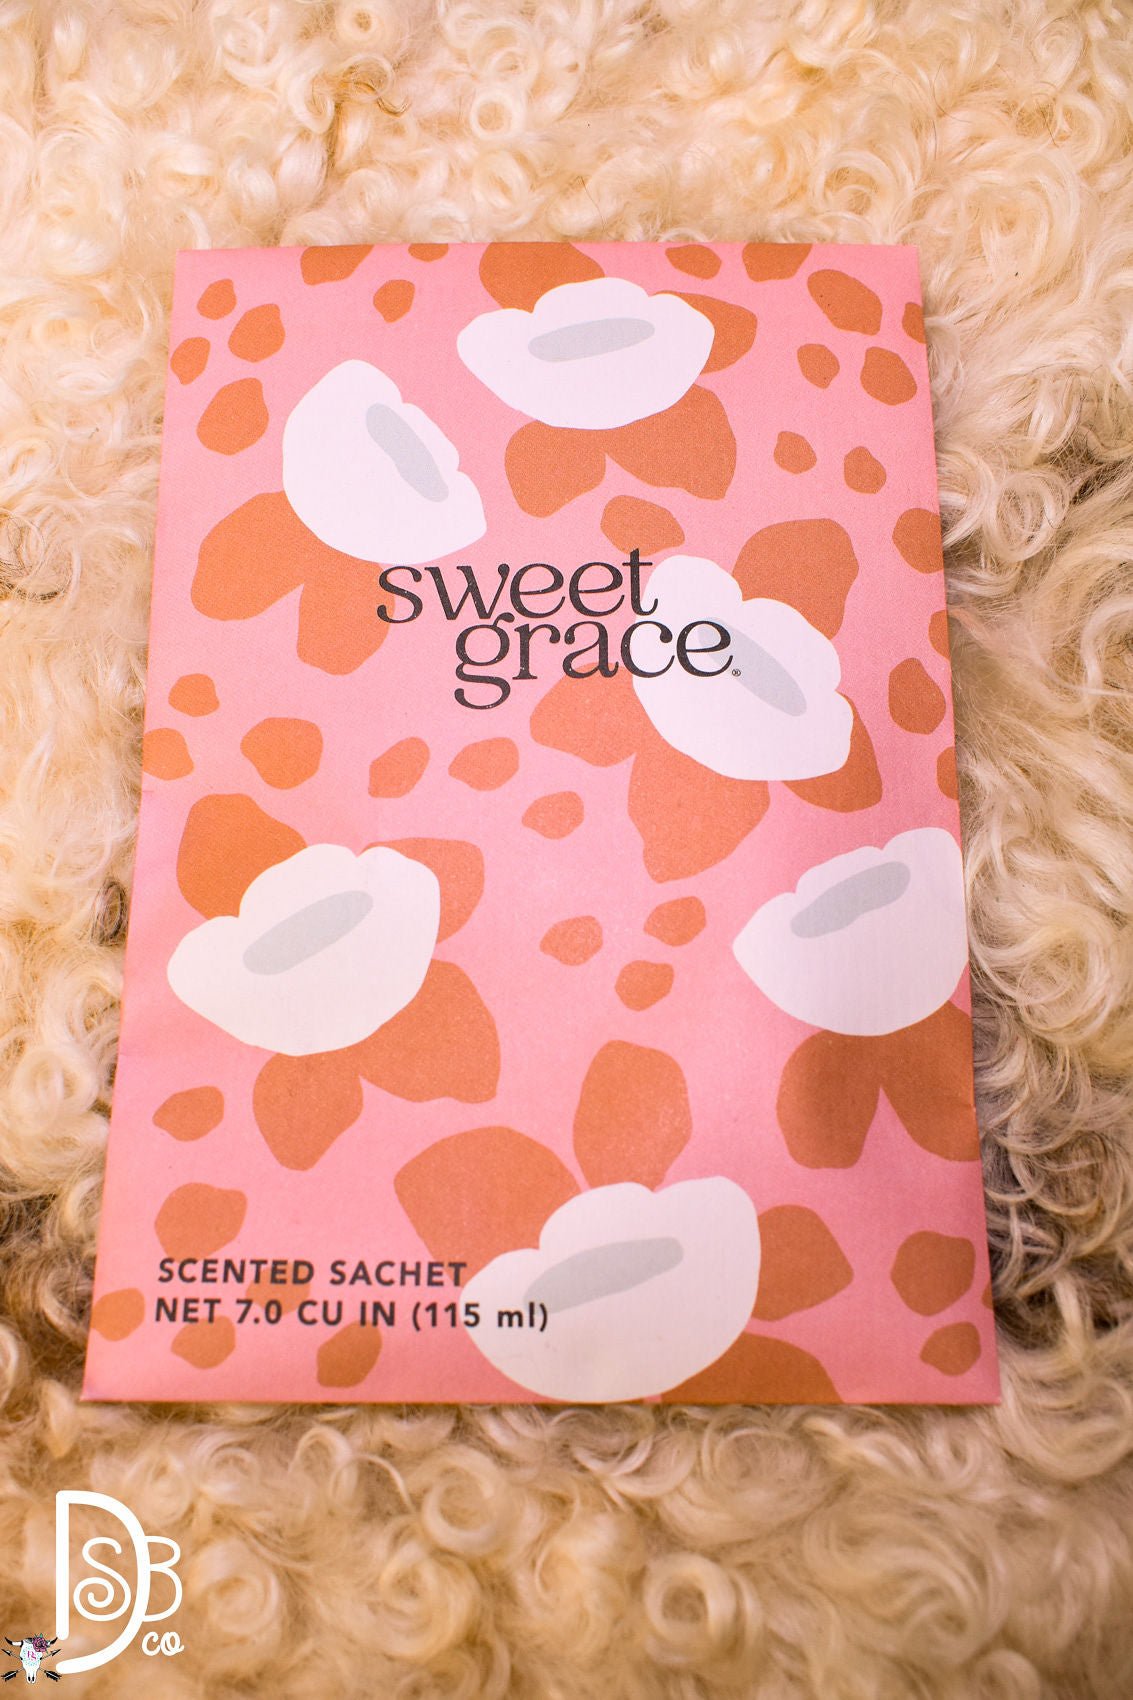 sweet
grace®
SCENTED SACHET
NET 7.0 CU IN (115 ml)
DSB
co